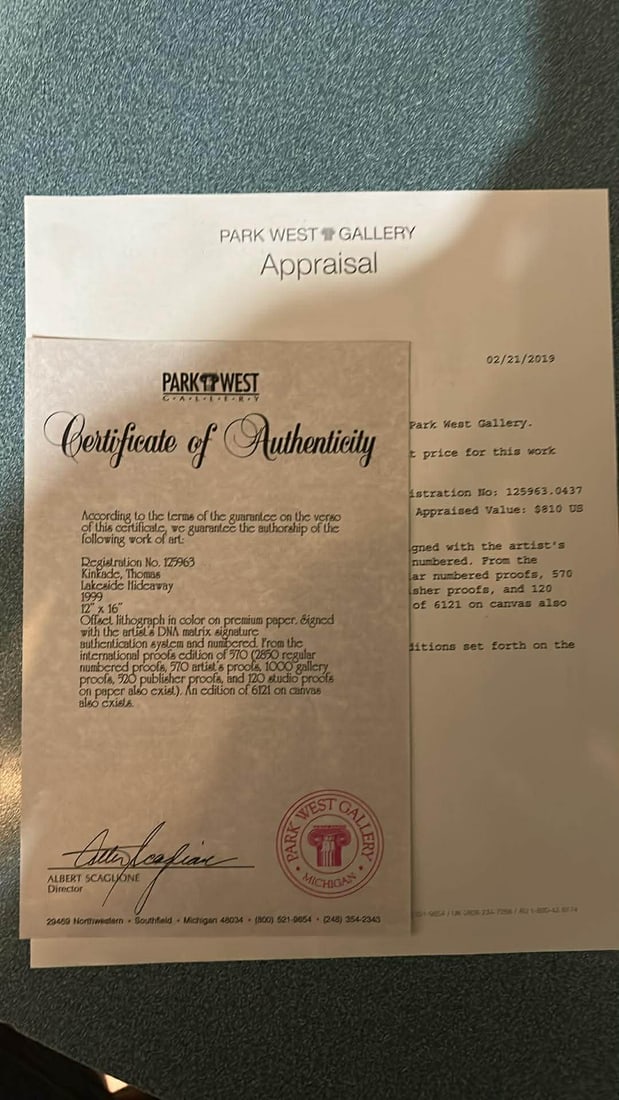 PARK WEST GALLERY
Appraisal
02/21/2019
Park West Gallery.
t price for this work
istration No: 125963.0437
Appraised Value: $810 US
gned with the artist's
numbered. From the
ar numbered proofs, 570
sher proofs, and 120
of 6121 on canvas also
ditions set forth on the
PARK WEST
G•A•L•L•E•R•Y
Certificate of Authenticity
According to the terms of the guarantee on the verso
of this certificate, we guarantee the authorship of the
following work of art:
Registration No. 125963
Kinkade, Thomas
Lakeside Hideaway
1999
12" x 16"
Offset lithograph in color on premium paper. Signed
with the artist's DNA matrix signature
authentication system and numbered. From the
international proofs edition of 570 (2850 regular
numbered proofs, 570 artist's proofs, 1000 gallery
proofs, 520 publisher proofs, and 120 studio proofs
on paper also exist). An edition of 6121 on canvas
also exists.
PARK WEST GALLERY
• MICHIGAN •
ALBERT SCAGLIONE
Director
29469 Northwestern • Southfield • Michigan 48034 • (800) 521-9654 • (248) 354-2343